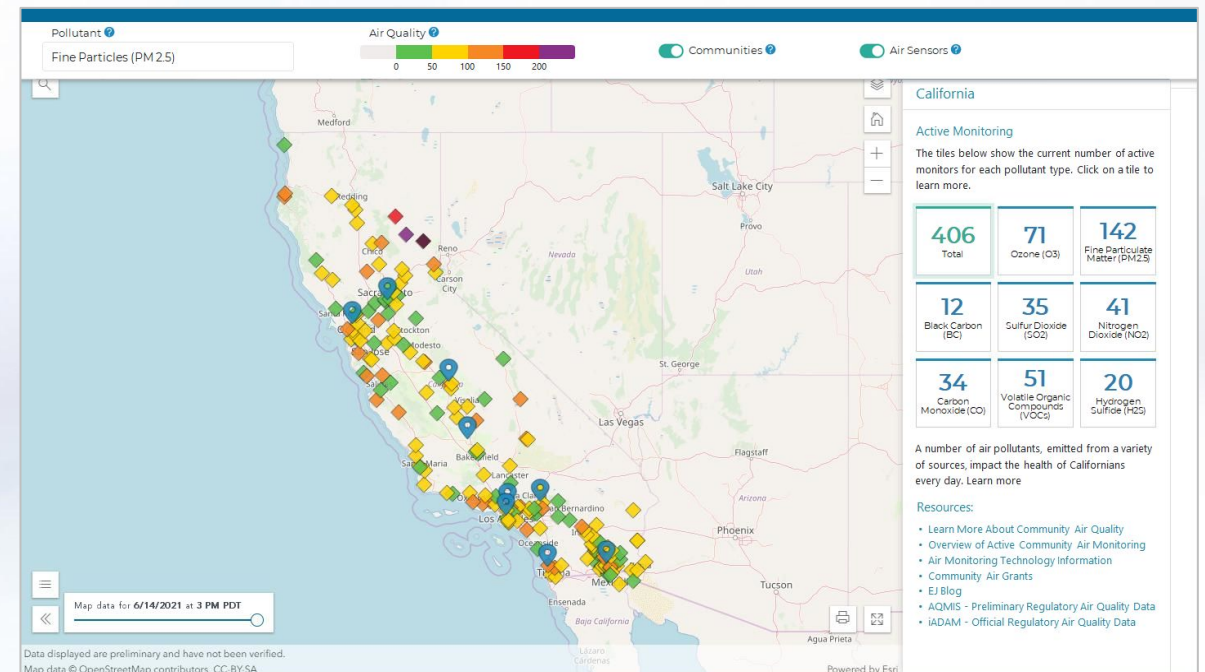 Pollutant
Fine Particles (PM 2.5)
Air Quality
0 50 100 150 200
Communities
Air Sensors
Medford
Redding
Chico
Reno
Carson
City
Nevada
Salt Lake City
Provo
Utah
Stockton
Modesto
St. George
Visalia
Las Vegas
Bakersfield
Santa Maria
Lancaster
Flagstaff
San Bernardino
Arizona
Phoenix
Oceanside
Tijuana
Tucson
Ensenada
Baja California
Agua Prieta
Lázaro
Cárdenas
Map data for 6/14/2021 at 3 PM PDT
Data displayed are preliminary and have not been verified.
Map data © OpenStreetMap contributors, CC-BY-SA
Powered by Esri
California
Active Monitoring
The tiles below show the current number of active
monitors for each pollutant type. Click on a tile to
learn more.
406
Total
71
Ozone (O3)
142
Fine Particulate
Matter (PM2.5)
12
Black Carbon
(BC)
35
Sulfur Dioxide
(SO2)
41
Nitrogen
Dioxide (NO2)
34
Carbon
Monoxide (CO)
51
Volatile Organic
Compounds
(VOCs)
20
Hydrogen
Sulfide (H2S)
A number of air pollutants, emitted from a variety
of sources, impact the health of Californians
every day. Learn more
Resources:
• Learn More About Community Air Quality
• Overview of Active Community Air Monitoring
• Air Monitoring Technology Information
• Community Air Grants
• EJ Blog
• AQMIS - Preliminary Regulatory Air Quality Data
• iADAM - Official Regulatory Air Quality Data